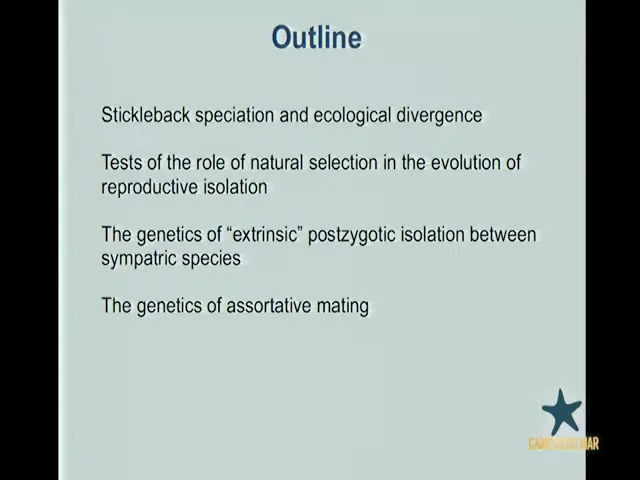 Outline
Stickleback speciation and ecological divergence
Tests of the role of natural selection in the evolution of
reproductive isolation
The genetics of “extrinsic” postzygotic isolation between
sympatric species
The genetics of assortative mating